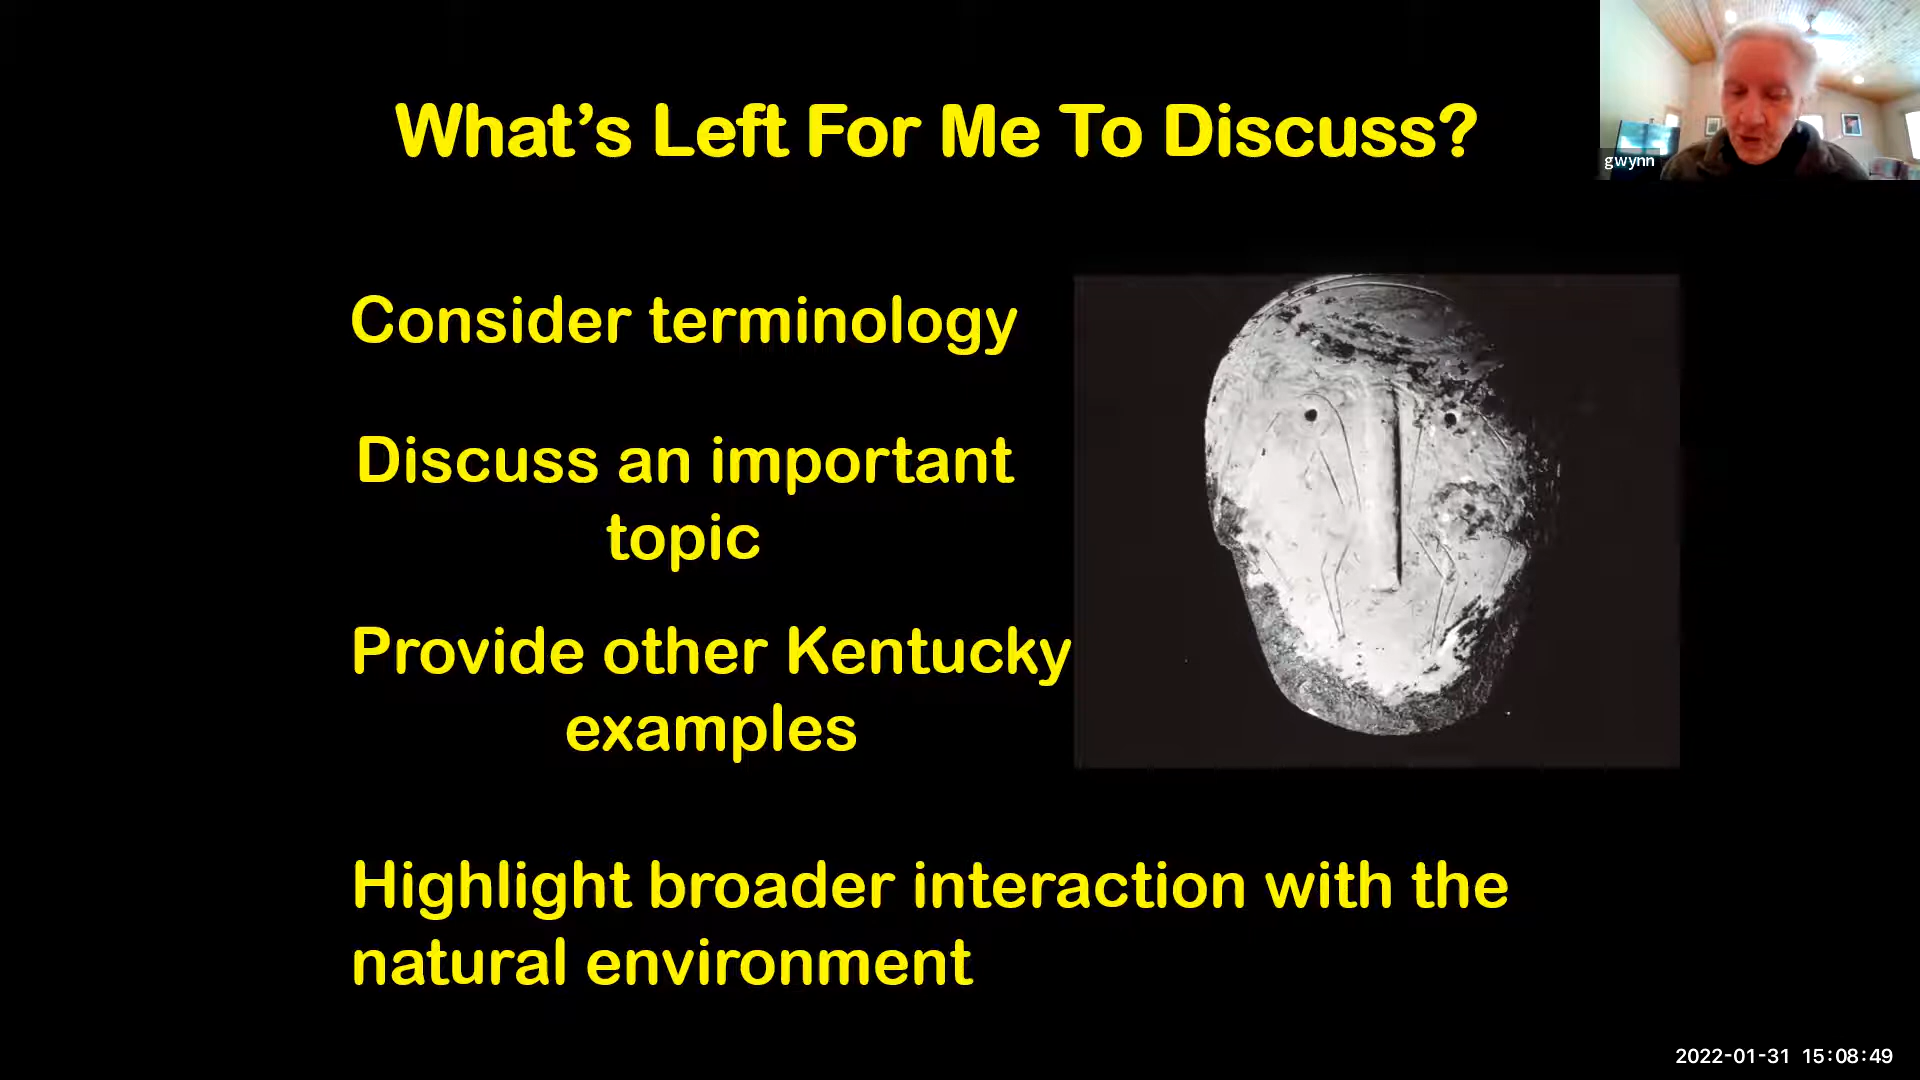 What’s Left For Me To Discuss?
gwynn
Consider terminology
Discuss an important
topic
Provide other Kentucky
examples
Highlight broader interaction with the
natural environment
2022-01-31 15:08:49